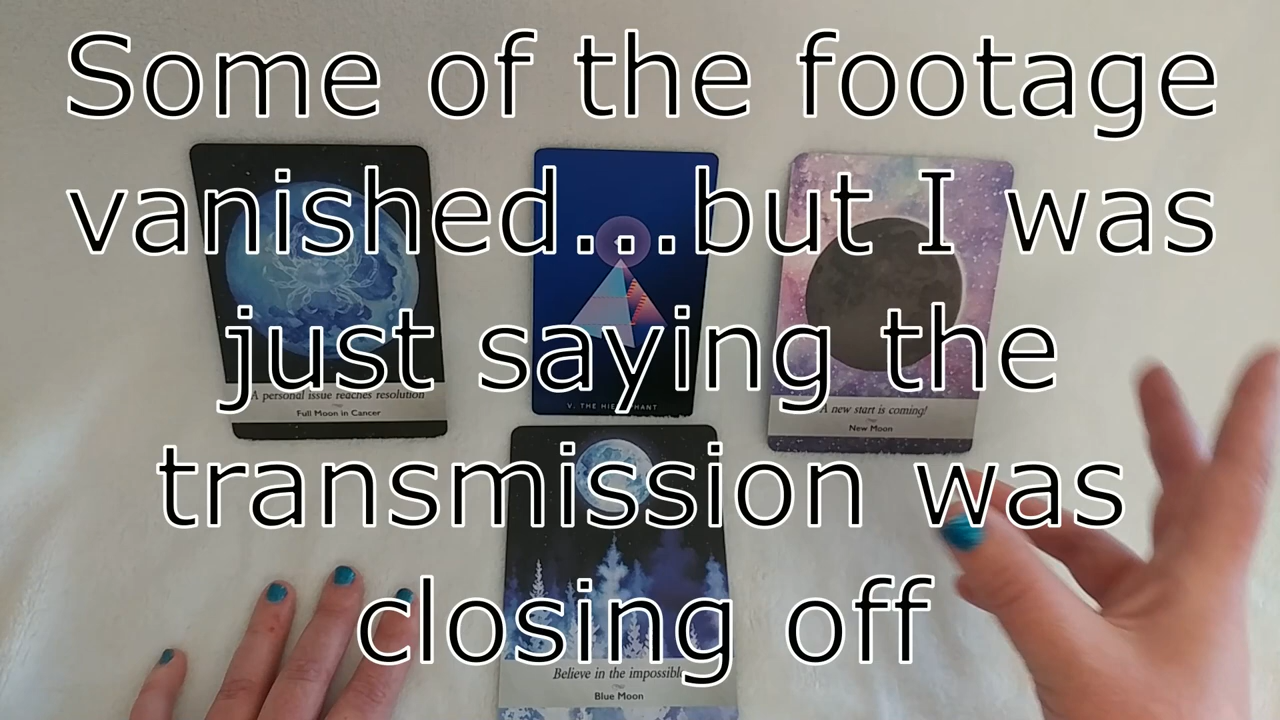 Some of the footage
vanished...but I was
just saying the
transmission was
closing off
A personal issue reaches resolution
Full Moon in Cancer
V. THE HIEROPHANT
A new start is coming!
New Moon
Believe in the impossible
Blue Moon